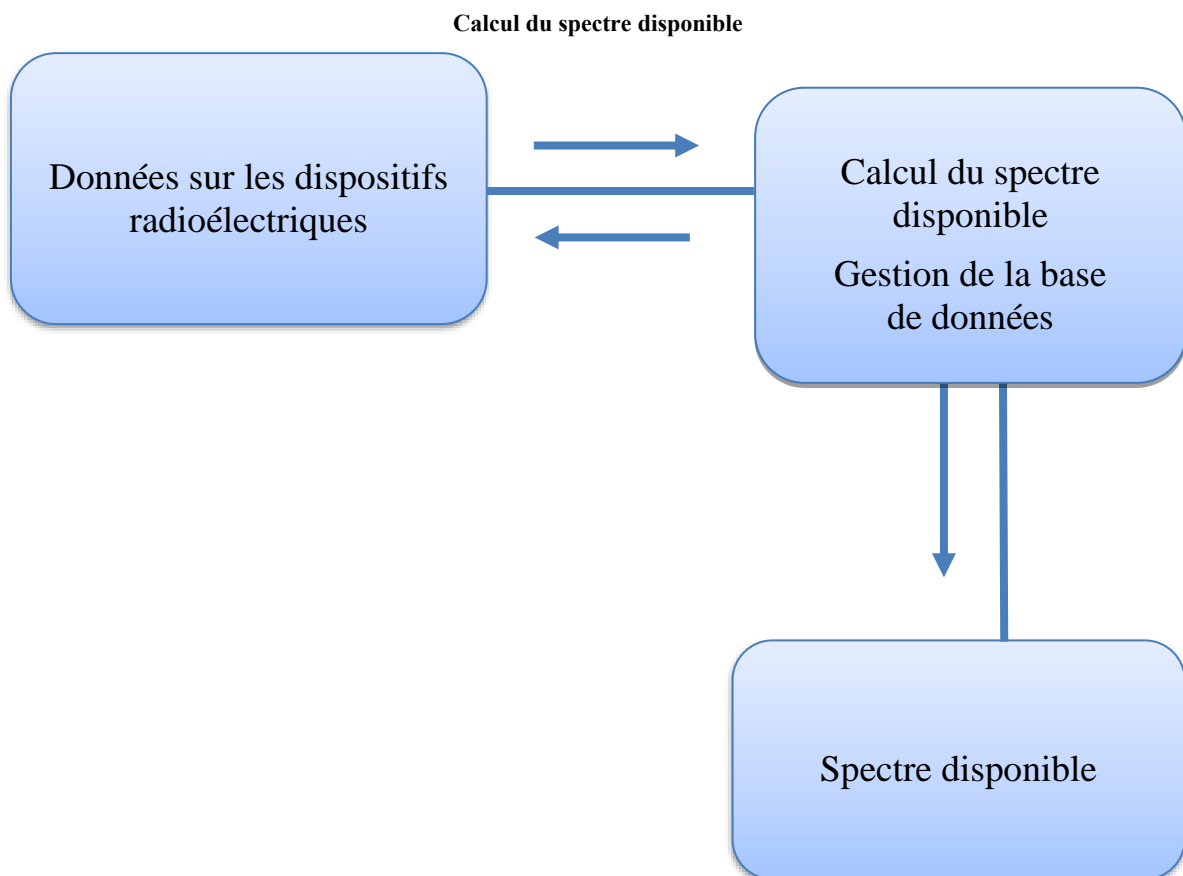 Calcul du spectre disponible
Données sur les dispositifs
radioélectriques
Calcul du spectre
disponible
Gestion de la base
de données
Spectre disponible